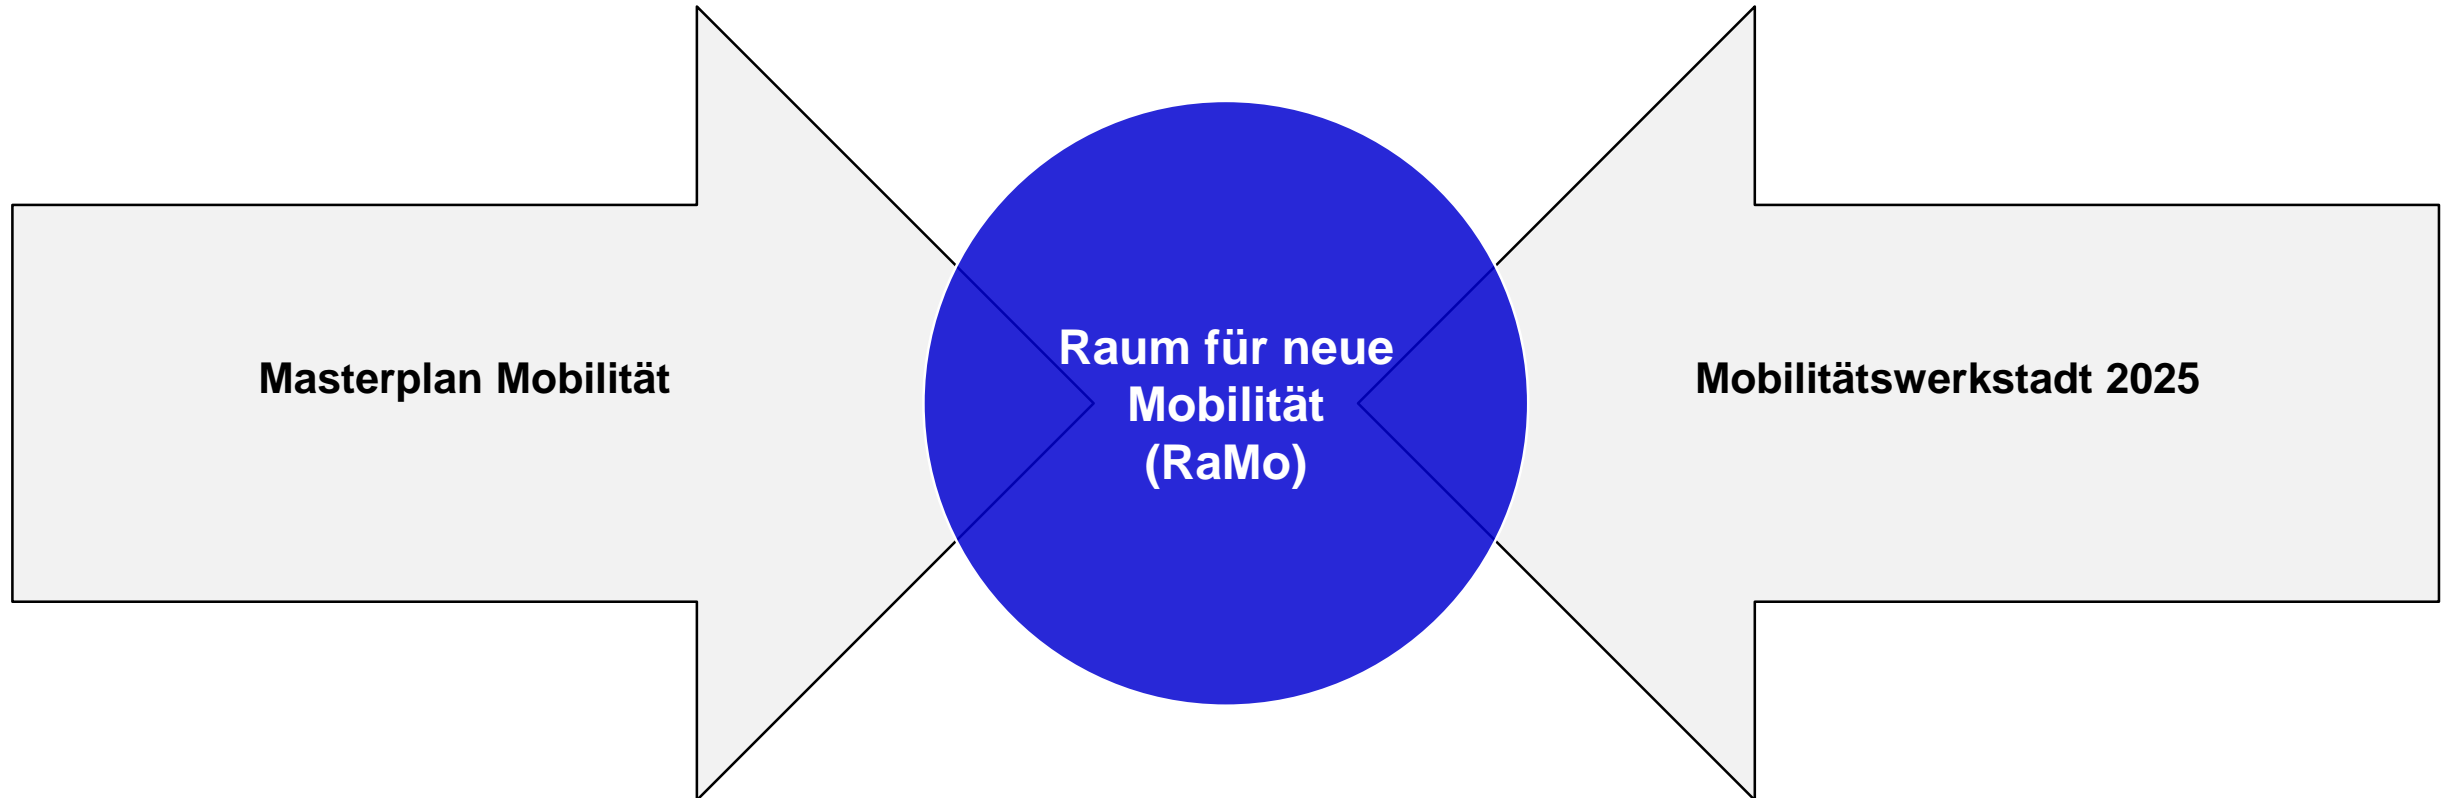 Masterplan Mobilität
Raum für neue
Mobilität
(RaMo)
Mobilitätswerkstadt 2025